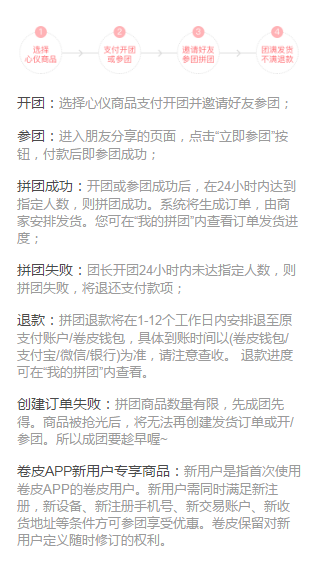 1
2
3
4
选择
心仪商品
支付开团
或参团
邀请好友
参团拼团
团满发货
不满退款
开团：选择心仪商品支付开团并邀请好友参团；
参团：进入朋友分享的页面，点击“立即参团”按
钮，付款后即参团成功；
拼团成功：开团或参团成功后，在24小时内达到
指定人数，则拼团成功。系统将生成订单，由商
家安排发货。您可在“我的拼团”内查看订单发货进
度；
拼团失败：团长开团24小时内未达指定人数，则
拼团失败，将退还支付款项；
退款：拼团退款将在1-12个工作日内安排退至原
支付账户/卷皮钱包，具体到账时间以(卷皮钱包/
支付宝/微信/银行)为准，请注意查收。 退款进度
可在“我的拼团”内查看。
创建订单失败：拼团商品数量有限，先成团先
得。商品被抢光后，将无法再创建发货订单或开/
参团。所以成团要趁早喔~
卷皮APP新用户专享商品：新用户是指首次使用
卷皮APP的卷皮用户。新用户需同时满足新注
册，新设备、新注册手机号、新交易账户、新收
货地址等条件方可参团享受优惠。卷皮保留对新
用户定义随时修订的权利。